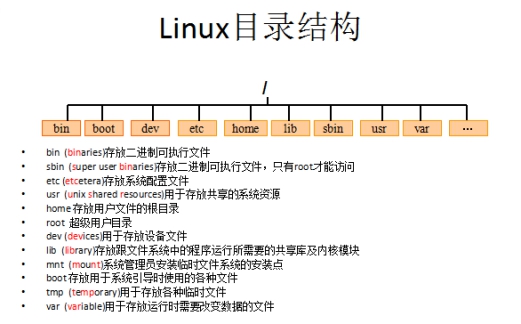 Linux目录结构
/
bin boot dev etc home lib sbin usr var ...
• bin (binaries)存放二进制可执行文件
• sbin (super user binaries)存放二进制可执行文件，只有root才能访问
• etc (etcetera)存放系统配置文件
• usr (unix shared resources)用于存放共享的系统资源
• home 存放用户文件的根目录
• root 超级用户目录
• dev (devices)用于存放设备文件
• lib (library)存放跟文件系统中的程序运行所需要的共享库及内核模块
• mnt (mount)系统管理员安装临时文件系统的安装点
• boot 存放用于系统引导时使用的各种文件
• tmp (temporary)用于存放各种临时文件
• var (variable)用于存放运行时需要改变数据的文件